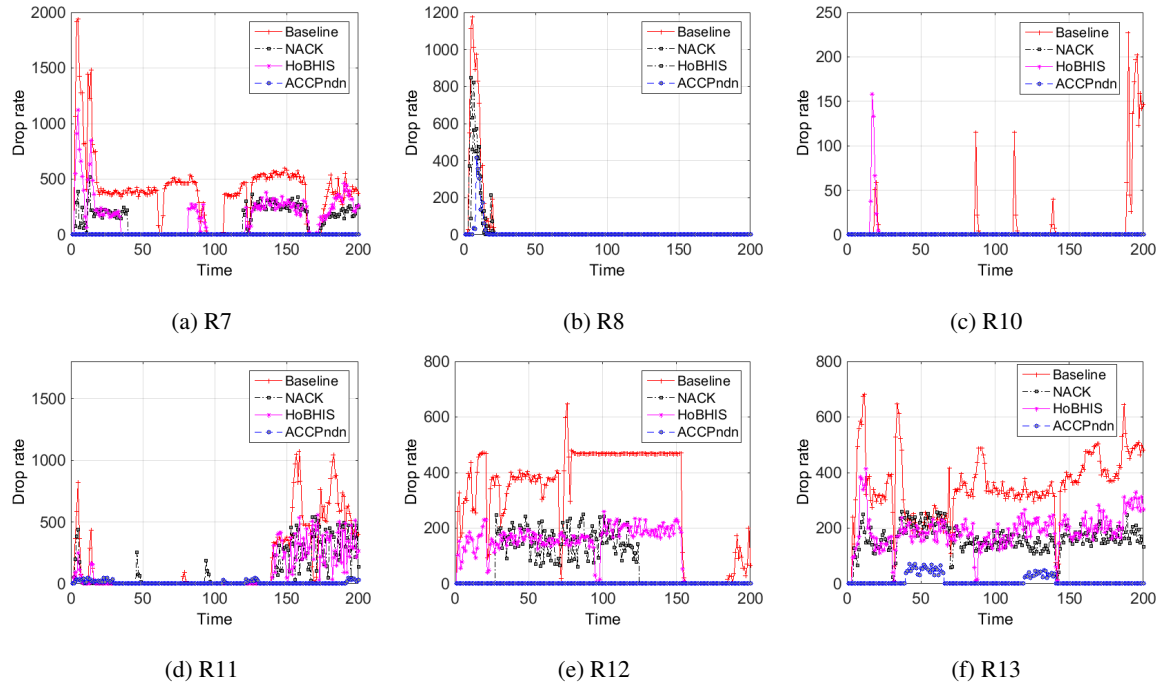 2000
1500
1000
500
0
Drop rate
0 50 100 150 200
Time
Baseline
NACK
HoBHIS
ACCPndn
(a) R7
1200
1000
800
600
400
200
0
Drop rate
0 50 100 150 200
Time
Baseline
NACK
HoBHIS
ACCPndn
(b) R8
250
200
150
100
50
0
Drop rate
0 50 100 150 200
Time
Baseline
NACK
HoBHIS
ACCPndn
(c) R10
1500
1000
500
0
Drop rate
0 50 100 150 200
Time
Baseline
NACK
HoBHIS
ACCPndn
(d) R11
800
600
400
200
0
Drop rate
0 50 100 150 200
Time
Baseline
NACK
HoBHIS
ACCPndn
(e) R12
800
600
400
200
0
Drop rate
0 50 100 150 200
Time
Baseline
NACK
HoBHIS
ACCPndn
(f) R13